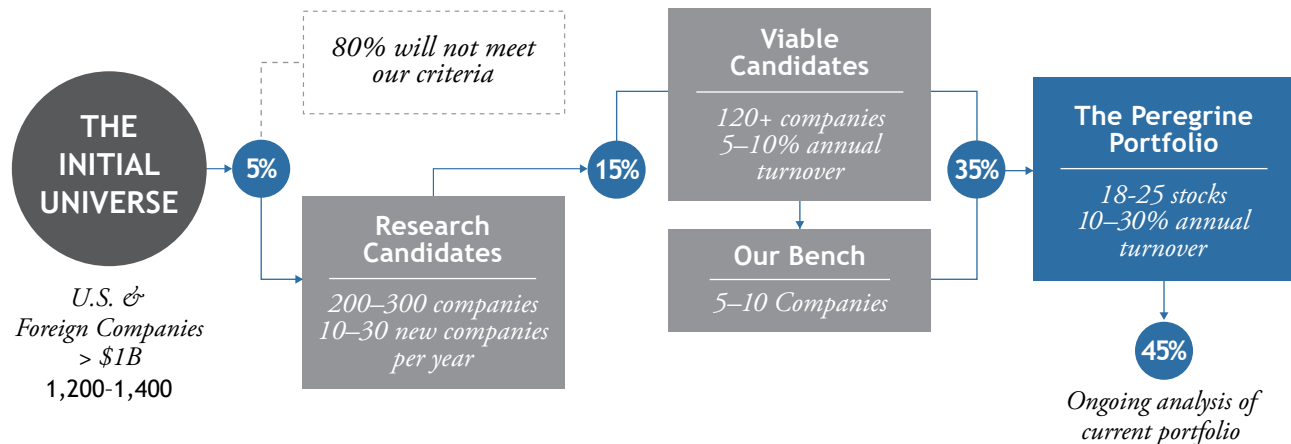 THE
INITIAL
UNIVERSE
U.S. &
Foreign Companies
> $1B
1,200-1,400
5%
80% will not meet
our criteria
Research
Candidates
200–300 companies
10–30 new companies
per year
15%
Viable
Candidates
120+ companies
5–10% annual
turnover
Our Bench
5–10 Companies
35%
The Peregrine
Portfolio
18-25 stocks
10–30% annual
turnover
45%
Ongoing analysis of
current portfolio